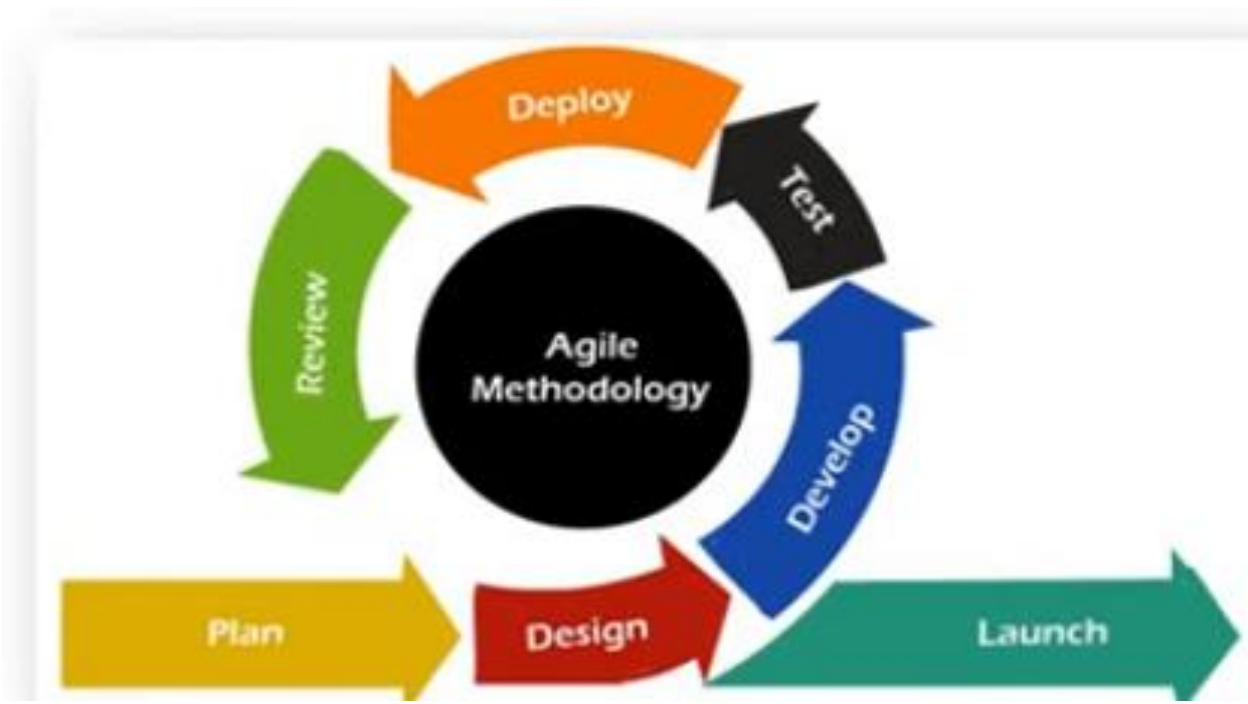 Deploy
Test
Review
Agile
Methodology
Develop
Plan
Design
Launch